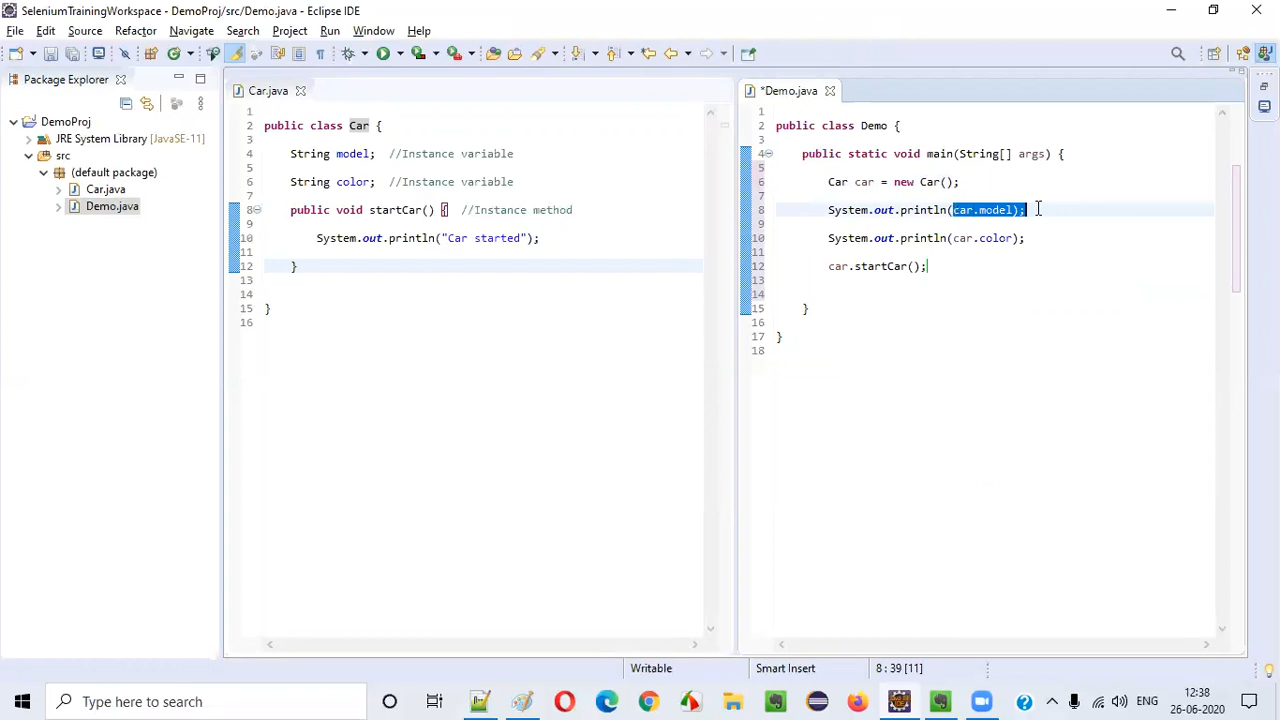 SeleniumTrainingWorkspace - DemoProj/src/Demo.java - Eclipse IDE
File Edit Source Refactor Navigate Search Project Run Window Help
Package Explorer
DemoProj
JRE System Library [JavaSE-11]
src
(default package)
Car.java
Demo.java
Car.java
1
2 public class Car {
3
4 String model; //Instance variable
5
6 String color; //Instance variable
7
8 public void startCar() { //Instance method
9
10 System.out.println("Car started");
11
12 }
13
14
15 }
16
*Demo.java
1
2 public class Demo {
3
4 public static void main(String[] args) {
5
6 Car car = new Car();
7
8 System.out.println(car.model);
9
10 System.out.println(car.color);
11
12 car.startCar();
13
14
15 }
16
17 }
18
Writable Smart Insert 8 : 39 [11]
Type here to search
ENG
12:38
26-06-2020